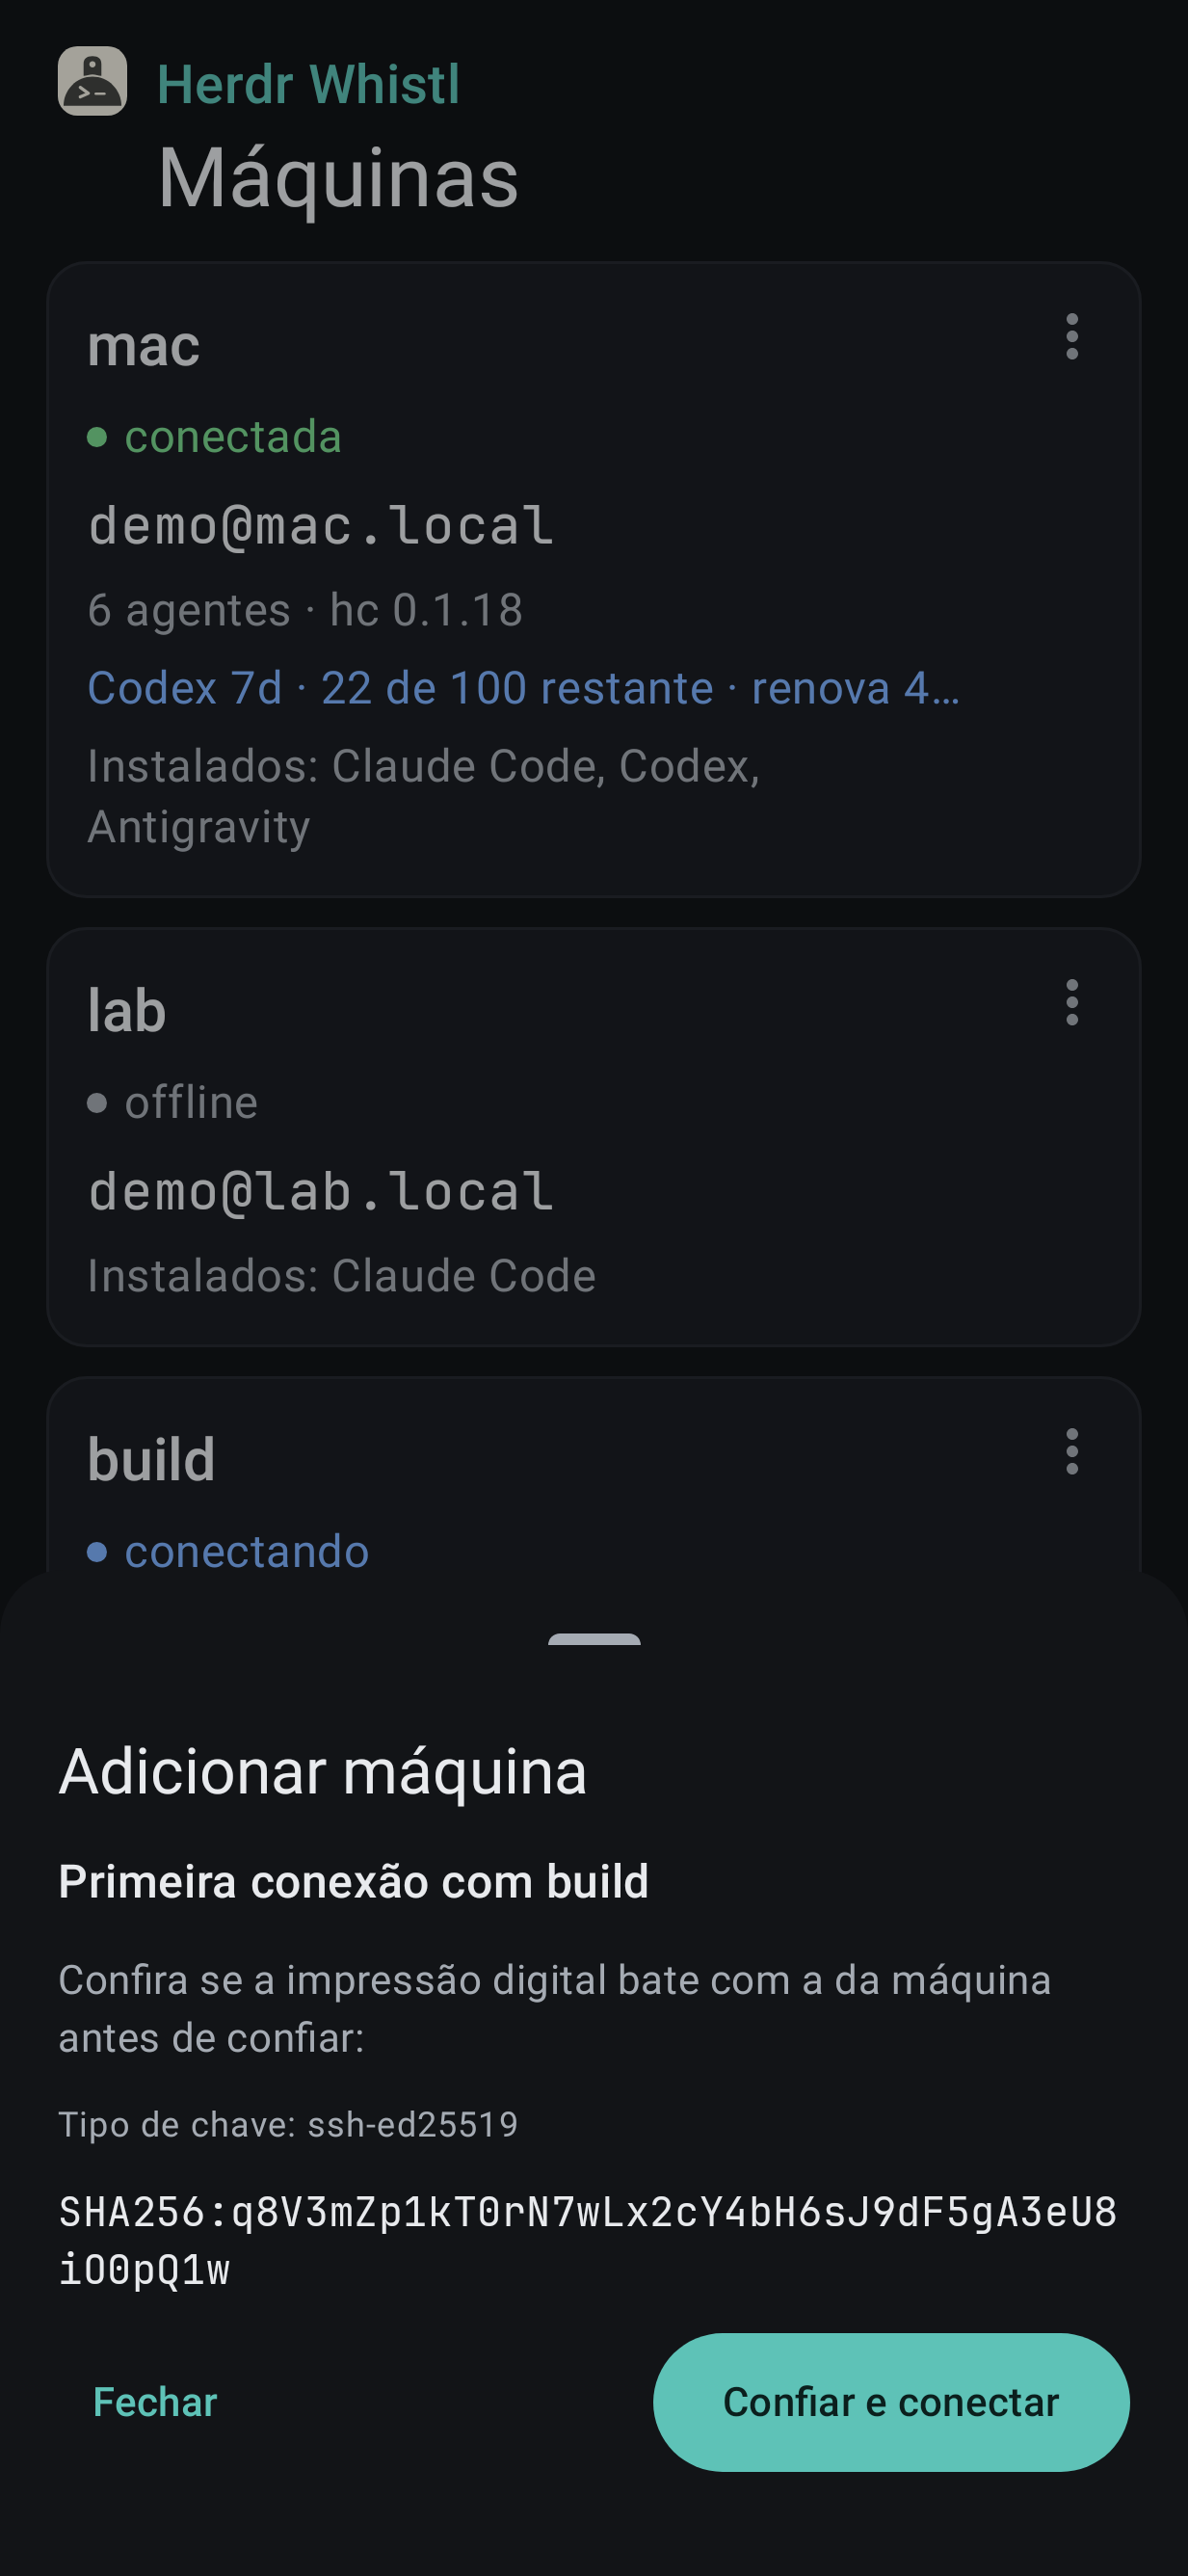 Herdr Whistl
Máquinas
mac
conectada
demo@mac.local
6 agentes · hc 0.1.18
Codex 7d · 22 de 100 restante · renova 4…
Instalados: Claude Code, Codex,
Antigravity
lab
offline
demo@lab.local
Instalados: Claude Code
build
conectando
Adicionar máquina
Primeira conexão com build
Confira se a impressão digital bate com a da máquina
antes de confiar:
Tipo de chave: ssh-ed25519
SHA256:q8V3mZp1kT0rN7wLx2cY4bH6sJ9dF5gA3eU8
iO0pQ1w
Fechar
Confiar e conectar